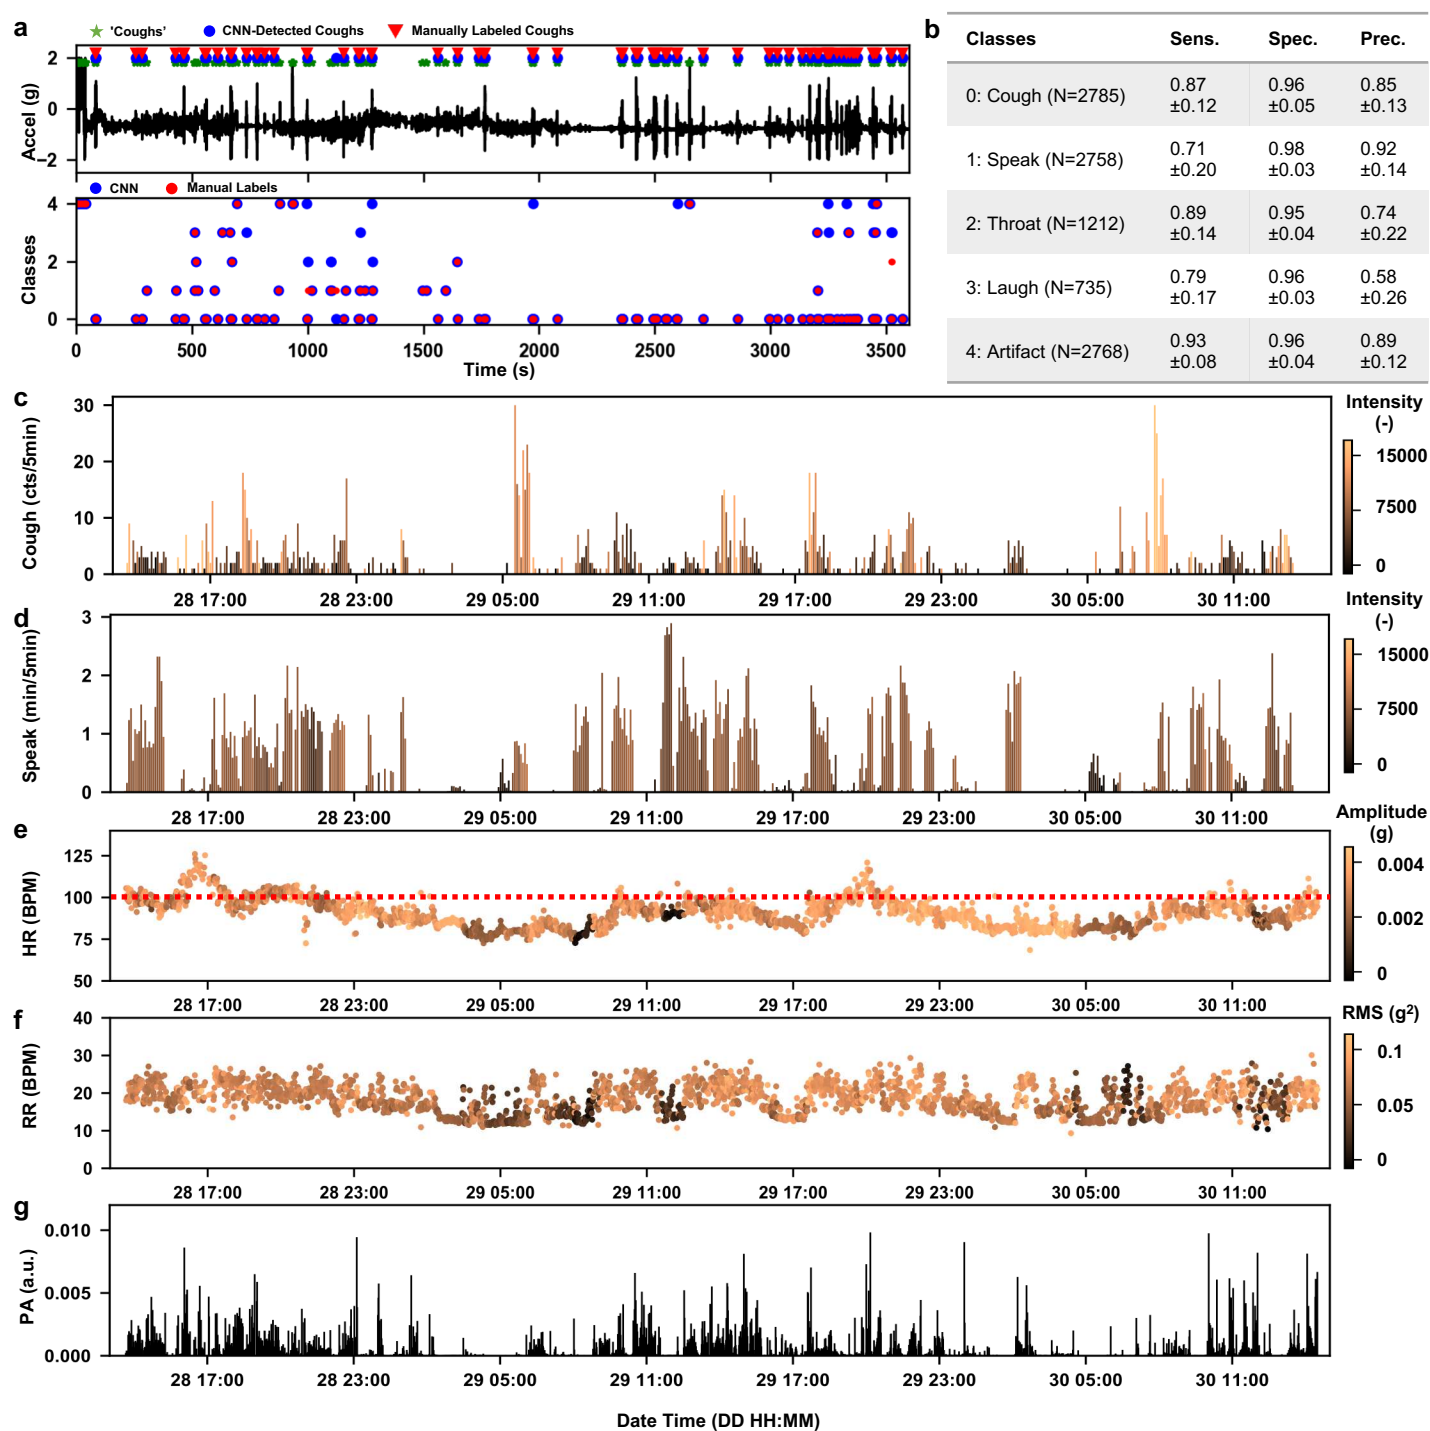 a
'Coughs’ CNN-Detected Coughs Manually Labeled Coughs
Accel (g)
2
0
−2
CNN Manual Labels
Classes
4
2
0
0 500 1000 1500 2000 2500 3000 3500
Time (s)
b
Classes Sens. Spec. Prec.
0: Cough (N=2785) 0.87 ±0.12 0.96 ±0.05 0.85 ±0.13
1: Speak (N=2758) 0.71 ±0.20 0.98 ±0.03 0.92 ±0.14
2: Throat (N=1212) 0.89 ±0.14 0.95 ±0.04 0.74 ±0.22
3: Laugh (N=735) 0.79 ±0.17 0.96 ±0.03 0.58 ±0.26
4: Artifact (N=2768) 0.93 ±0.08 0.96 ±0.04 0.89 ±0.12
c
Cough (cts/5min)
30
20
10
0
28 17:00 28 23:00 29 05:00 29 11:00 29 17:00 29 23:00 30 05:00 30 11:00
Intensity
(-)
15000
7500
0
d
Speak (min/5min)
3
2
1
0
28 17:00 28 23:00 29 05:00 29 11:00 29 17:00 29 23:00 30 05:00 30 11:00
Intensity
(-)
15000
7500
0
e
HR (BPM)
125
100
75
50
28 17:00 28 23:00 29 05:00 29 11:00 29 17:00 29 23:00 30 05:00 30 11:00
Amplitude
(g)
0.004
0.002
0
f
RR (BPM)
40
30
20
10
0
28 17:00 28 23:00 29 05:00 29 11:00 29 17:00 29 23:00 30 05:00 30 11:00
RMS (g²)
0.1
0.05
0
g
PA (a.u.)
0.010
0.005
0.000
28 17:00 28 23:00 29 05:00 29 11:00 29 17:00 29 23:00 30 05:00 30 11:00
Date Time (DD HH:MM)